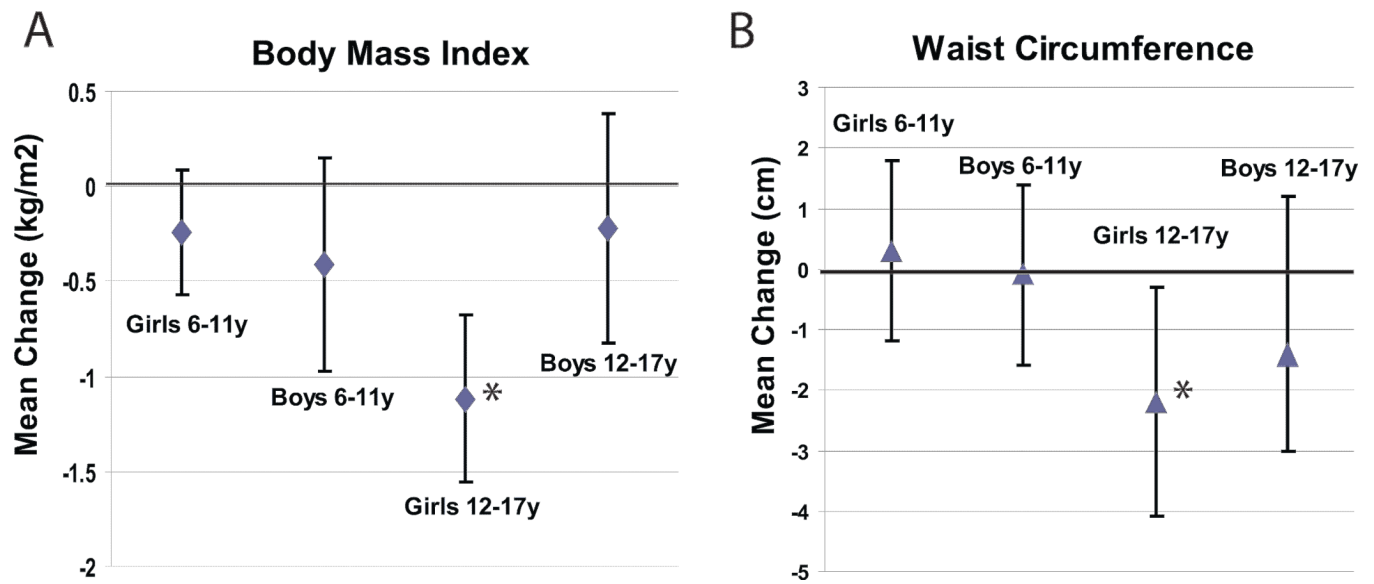 A
Body Mass Index
Mean Change (kg/m2)
0.5
0
-0.5
-1
-1.5
-2
Girls 6-11y
Boys 6-11y
*
Girls 12-17y
Boys 12-17y
B
Waist Circumference
Mean Change (cm)
3
2
1
0
-1
-2
-3
-4
-5
Girls 6-11y
Boys 6-11y
Girls 12-17y
*
Boys 12-17y